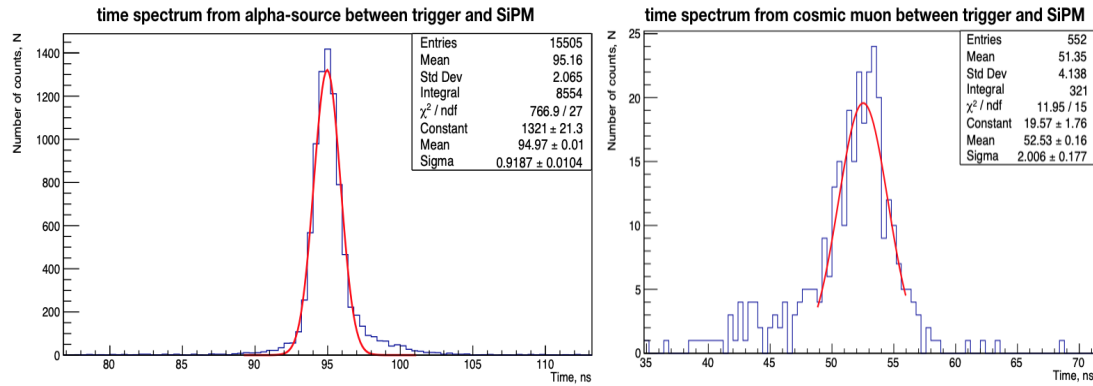 time spectrum from alpha-source between trigger and SiPM
Number of counts, N
1400
1200
1000
800
600
400
200
0
80 85 90 95 100 105 110
Time, ns
Entries 15505
Mean 95.16
Std Dev 2.065
Integral 8554
χ² / ndf 766.9 / 27
Constant 1321 ± 21.3
Mean 94.97 ± 0.01
Sigma 0.9187 ± 0.0104
time spectrum from cosmic muon between trigger and SiPM
Number of counts, N
25
20
15
10
5
0
35 40 45 50 55 60 65 70
Time, ns
Entries 552
Mean 51.35
Std Dev 4.138
Integral 321
χ² / ndf 11.95 / 15
Constant 19.57 ± 1.76
Mean 52.53 ± 0.16
Sigma 2.006 ± 0.177